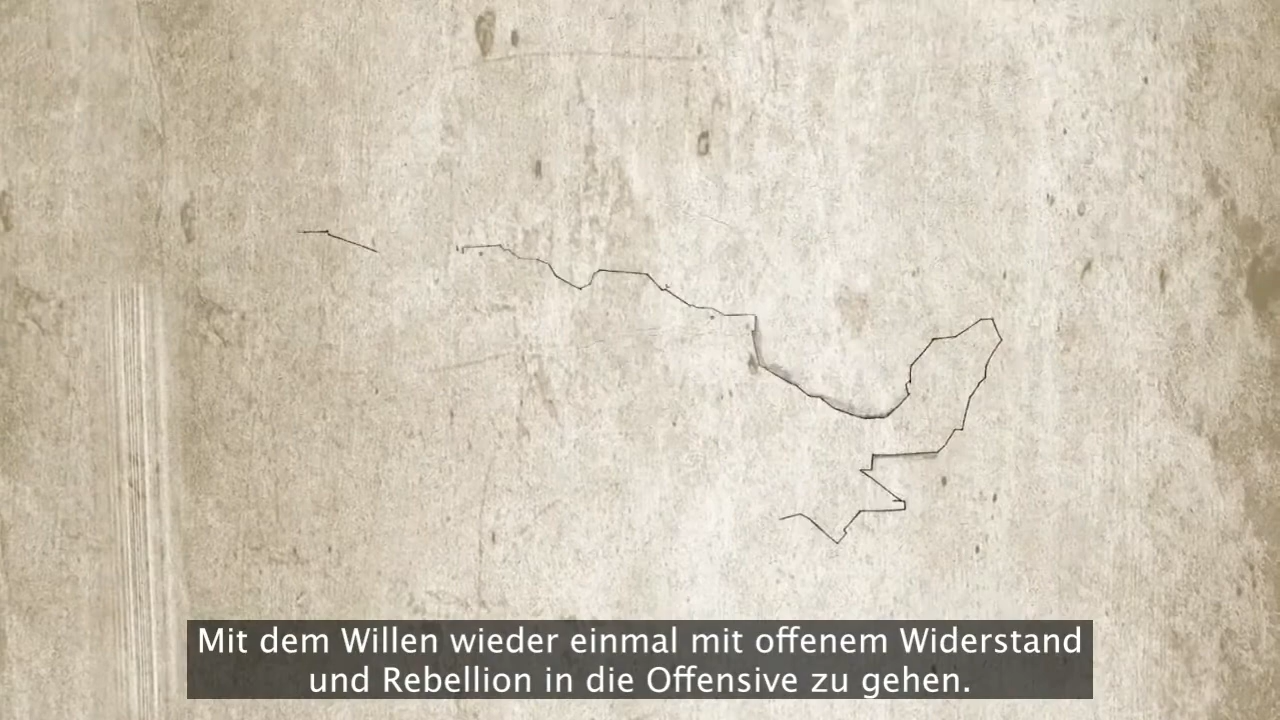 Mit dem Willen wieder einmal mit offenem Widerstand
und Rebellion in die Offensive zu gehen.